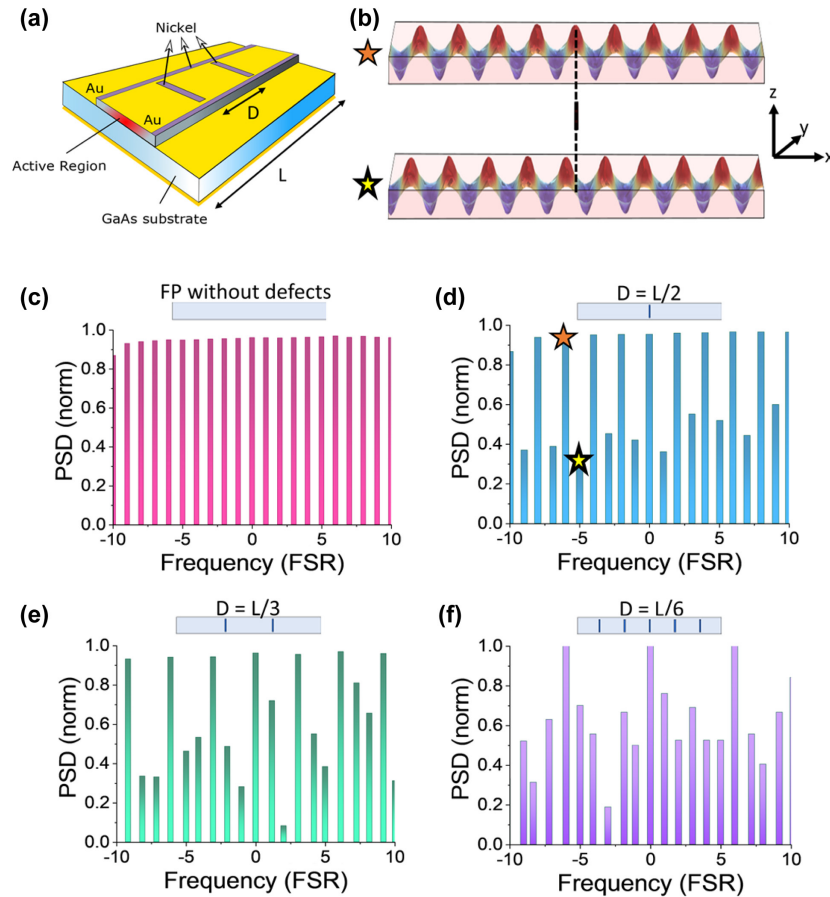 (a)
Nickel
Au
Au
D
L
Active Region
GaAs substrate
(b)
z
y
x
(c)
FP without defects
PSD (norm)
1.0
0.8
0.6
0.4
0.2
0.0
-10 -5 0 5 10
Frequency (FSR)
(d)
D = L/2
PSD (norm)
1.0
0.8
0.6
0.4
0.2
0.0
-10 -5 0 5 10
Frequency (FSR)
(e)
D = L/3
PSD (norm)
1.0
0.8
0.6
0.4
0.2
0.0
-10 -5 0 5 10
Frequency (FSR)
(f)
D = L/6
PSD (norm)
1.0
0.8
0.6
0.4
0.2
0.0
-10 -5 0 5 10
Frequency (FSR)